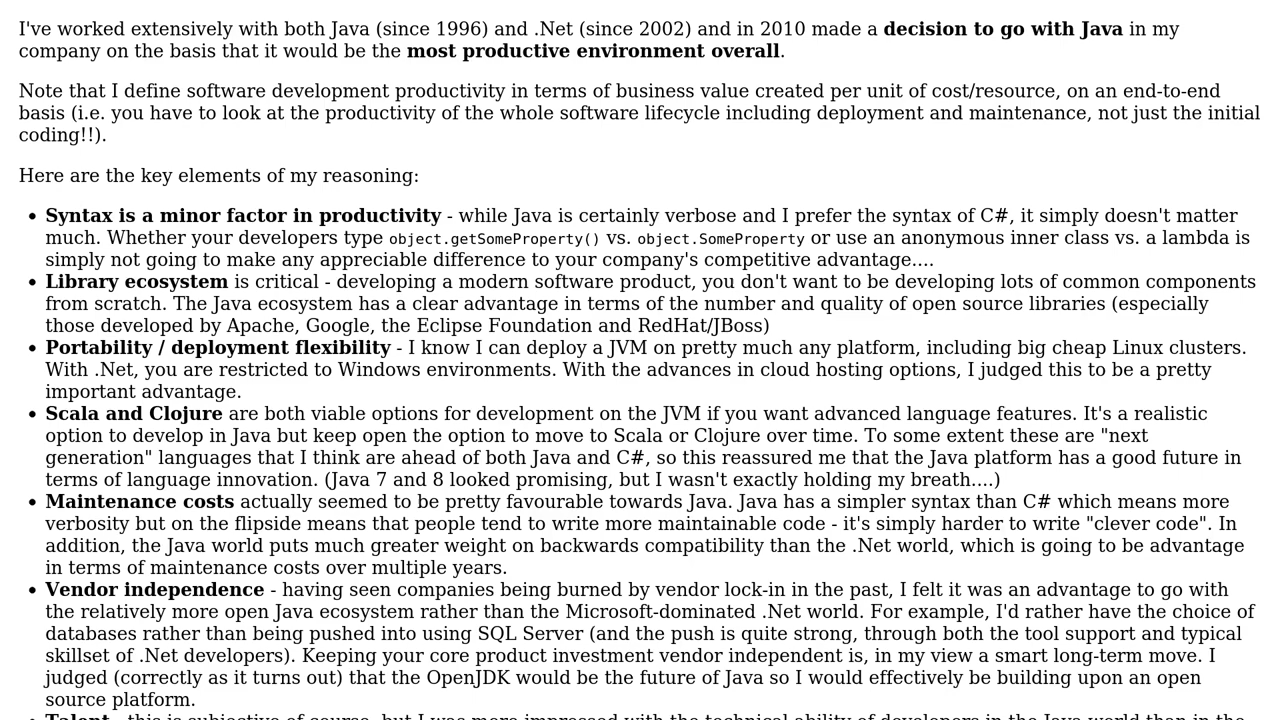 I've worked extensively with both Java (since 1996) and .Net (since 2002) and in 2010 made a decision to go with Java in my
company on the basis that it would be the most productive environment overall.
Note that I define software development productivity in terms of business value created per unit of cost/resource, on an end-to-end
basis (i.e. you have to look at the productivity of the whole software lifecycle including deployment and maintenance, not just the initial
coding!!).
Here are the key elements of my reasoning:
• Syntax is a minor factor in productivity - while Java is certainly verbose and I prefer the syntax of C#, it simply doesn't matter
much. Whether your developers type object.getSomeProperty() vs. object.SomeProperty or use an anonymous inner class vs. a lambda is
simply not going to make any appreciable difference to your company's competitive advantage....
• Library ecosystem is critical - developing a modern software product, you don't want to be developing lots of common components
from scratch. The Java ecosystem has a clear advantage in terms of the number and quality of open source libraries (especially
those developed by Apache, Google, the Eclipse Foundation and RedHat/JBoss)
• Portability / deployment flexibility - I know I can deploy a JVM on pretty much any platform, including big cheap Linux clusters.
With .Net, you are restricted to Windows environments. With the advances in cloud hosting options, I judged this to be a pretty
important advantage.
• Scala and Clojure are both viable options for development on the JVM if you want advanced language features. It's a realistic
option to develop in Java but keep open the option to move to Scala or Clojure over time. To some extent these are "next
generation" languages that I think are ahead of both Java and C#, so this reassured me that the Java platform has a good future in
terms of language innovation. (Java 7 and 8 looked promising, but I wasn't exactly holding my breath....)
• Maintenance costs actually seemed to be pretty favourable towards Java. Java has a simpler syntax than C# which means more
verbosity but on the flipside means that people tend to write more maintainable code - it's simply harder to write "clever code". In
addition, the Java world puts much greater weight on backwards compatibility than the .Net world, which is going to be advantage
in terms of maintenance costs over multiple years.
• Vendor independence - having seen companies being burned by vendor lock-in in the past, I felt it was an advantage to go with
the relatively more open Java ecosystem rather than the Microsoft-dominated .Net world. For example, I'd rather have the choice of
databases rather than being pushed into using SQL Server (and the push is quite strong, through both the tool support and typical
skillset of .Net developers). Keeping your core product investment vendor independent is, in my view a smart long-term move. I
judged (correctly as it turns out) that the OpenJDK would be the future of Java so I would effectively be building upon an open
source platform.
• Talent - this is subjective of course, but I was more impressed with the technical ability of developers in the Java world than in the